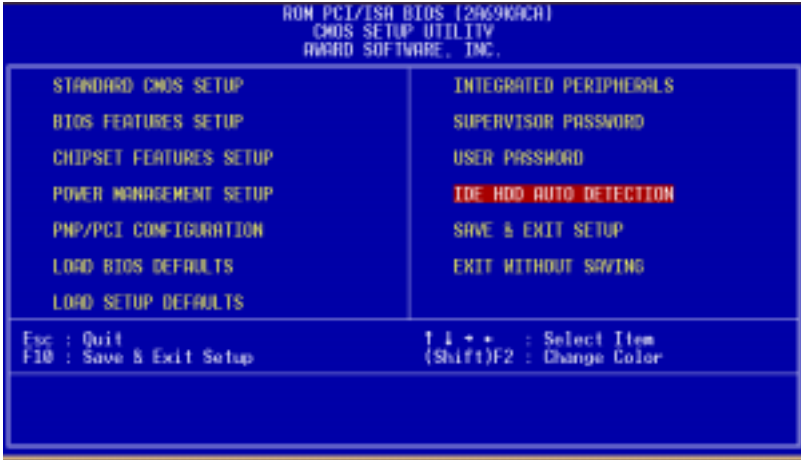 ROM PCI/ISA BIOS (2A69KACA)
CMOS SETUP UTILITY
AWARD SOFTWARE, INC.
STANDARD CMOS SETUP
BIOS FEATURES SETUP
CHIPSET FEATURES SETUP
POWER MANAGEMENT SETUP
PNP/PCI CONFIGURATION
LOAD BIOS DEFAULTS
LOAD SETUP DEFAULTS
INTEGRATED PERIPHERALS
SUPERVISOR PASSWORD
USER PASSWORD
IDE HDD AUTO DETECTION
SAVE & EXIT SETUP
EXIT WITHOUT SAVING
Esc : Quit
F10 : Save & Exit Setup
↑ ↓ → ← : Select Item
(Shift)F2 : Change Color